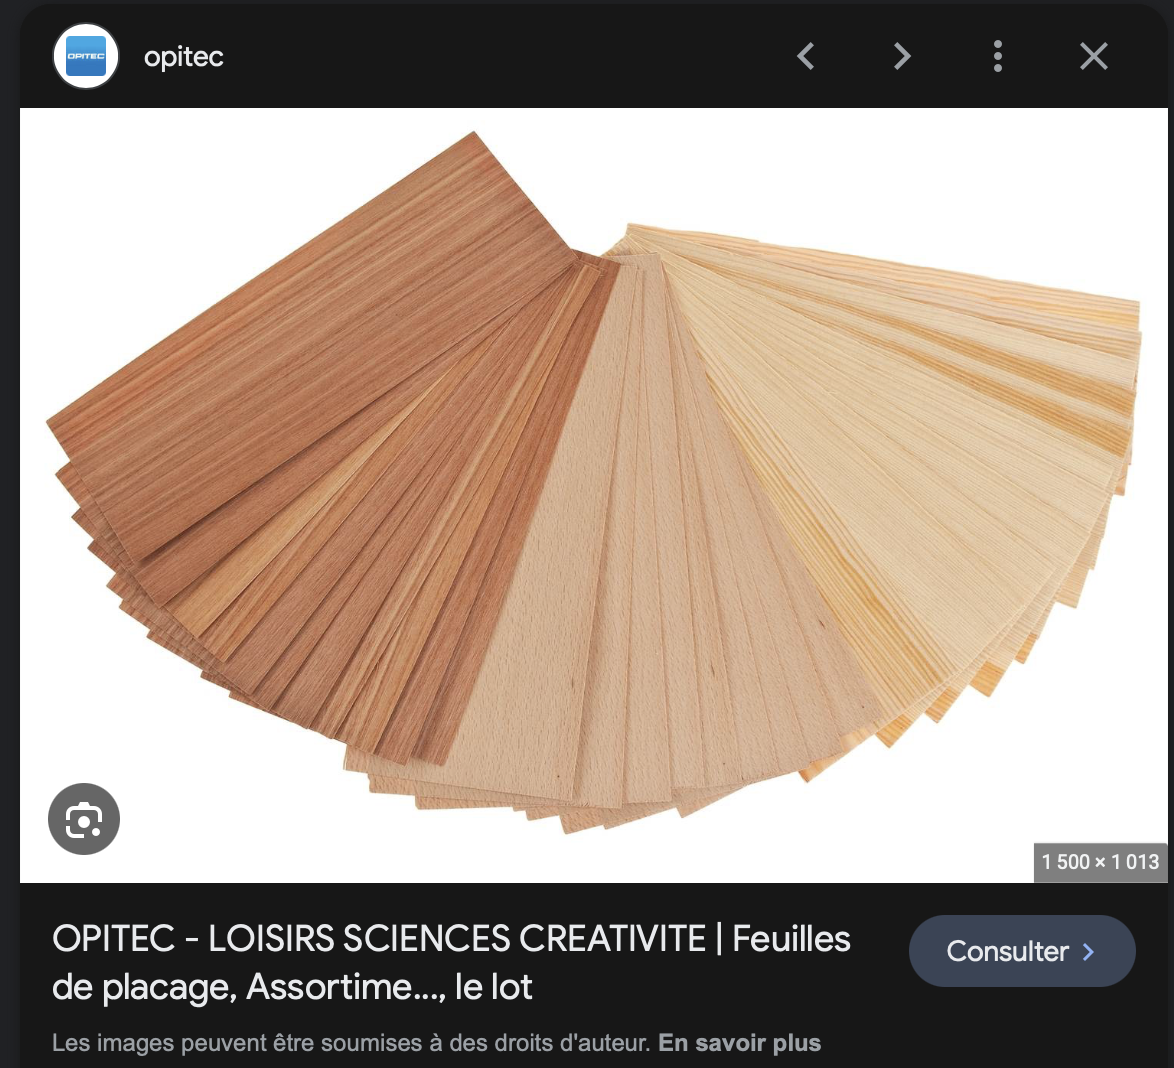 OPITEC
opitec
1 500 × 1 013
OPITEC - LOISIRS SCIENCES CREATIVITE | Feuilles
de placage, Assortime..., le lot
Consulter
Les images peuvent être soumises à des droits d'auteur. En savoir plus